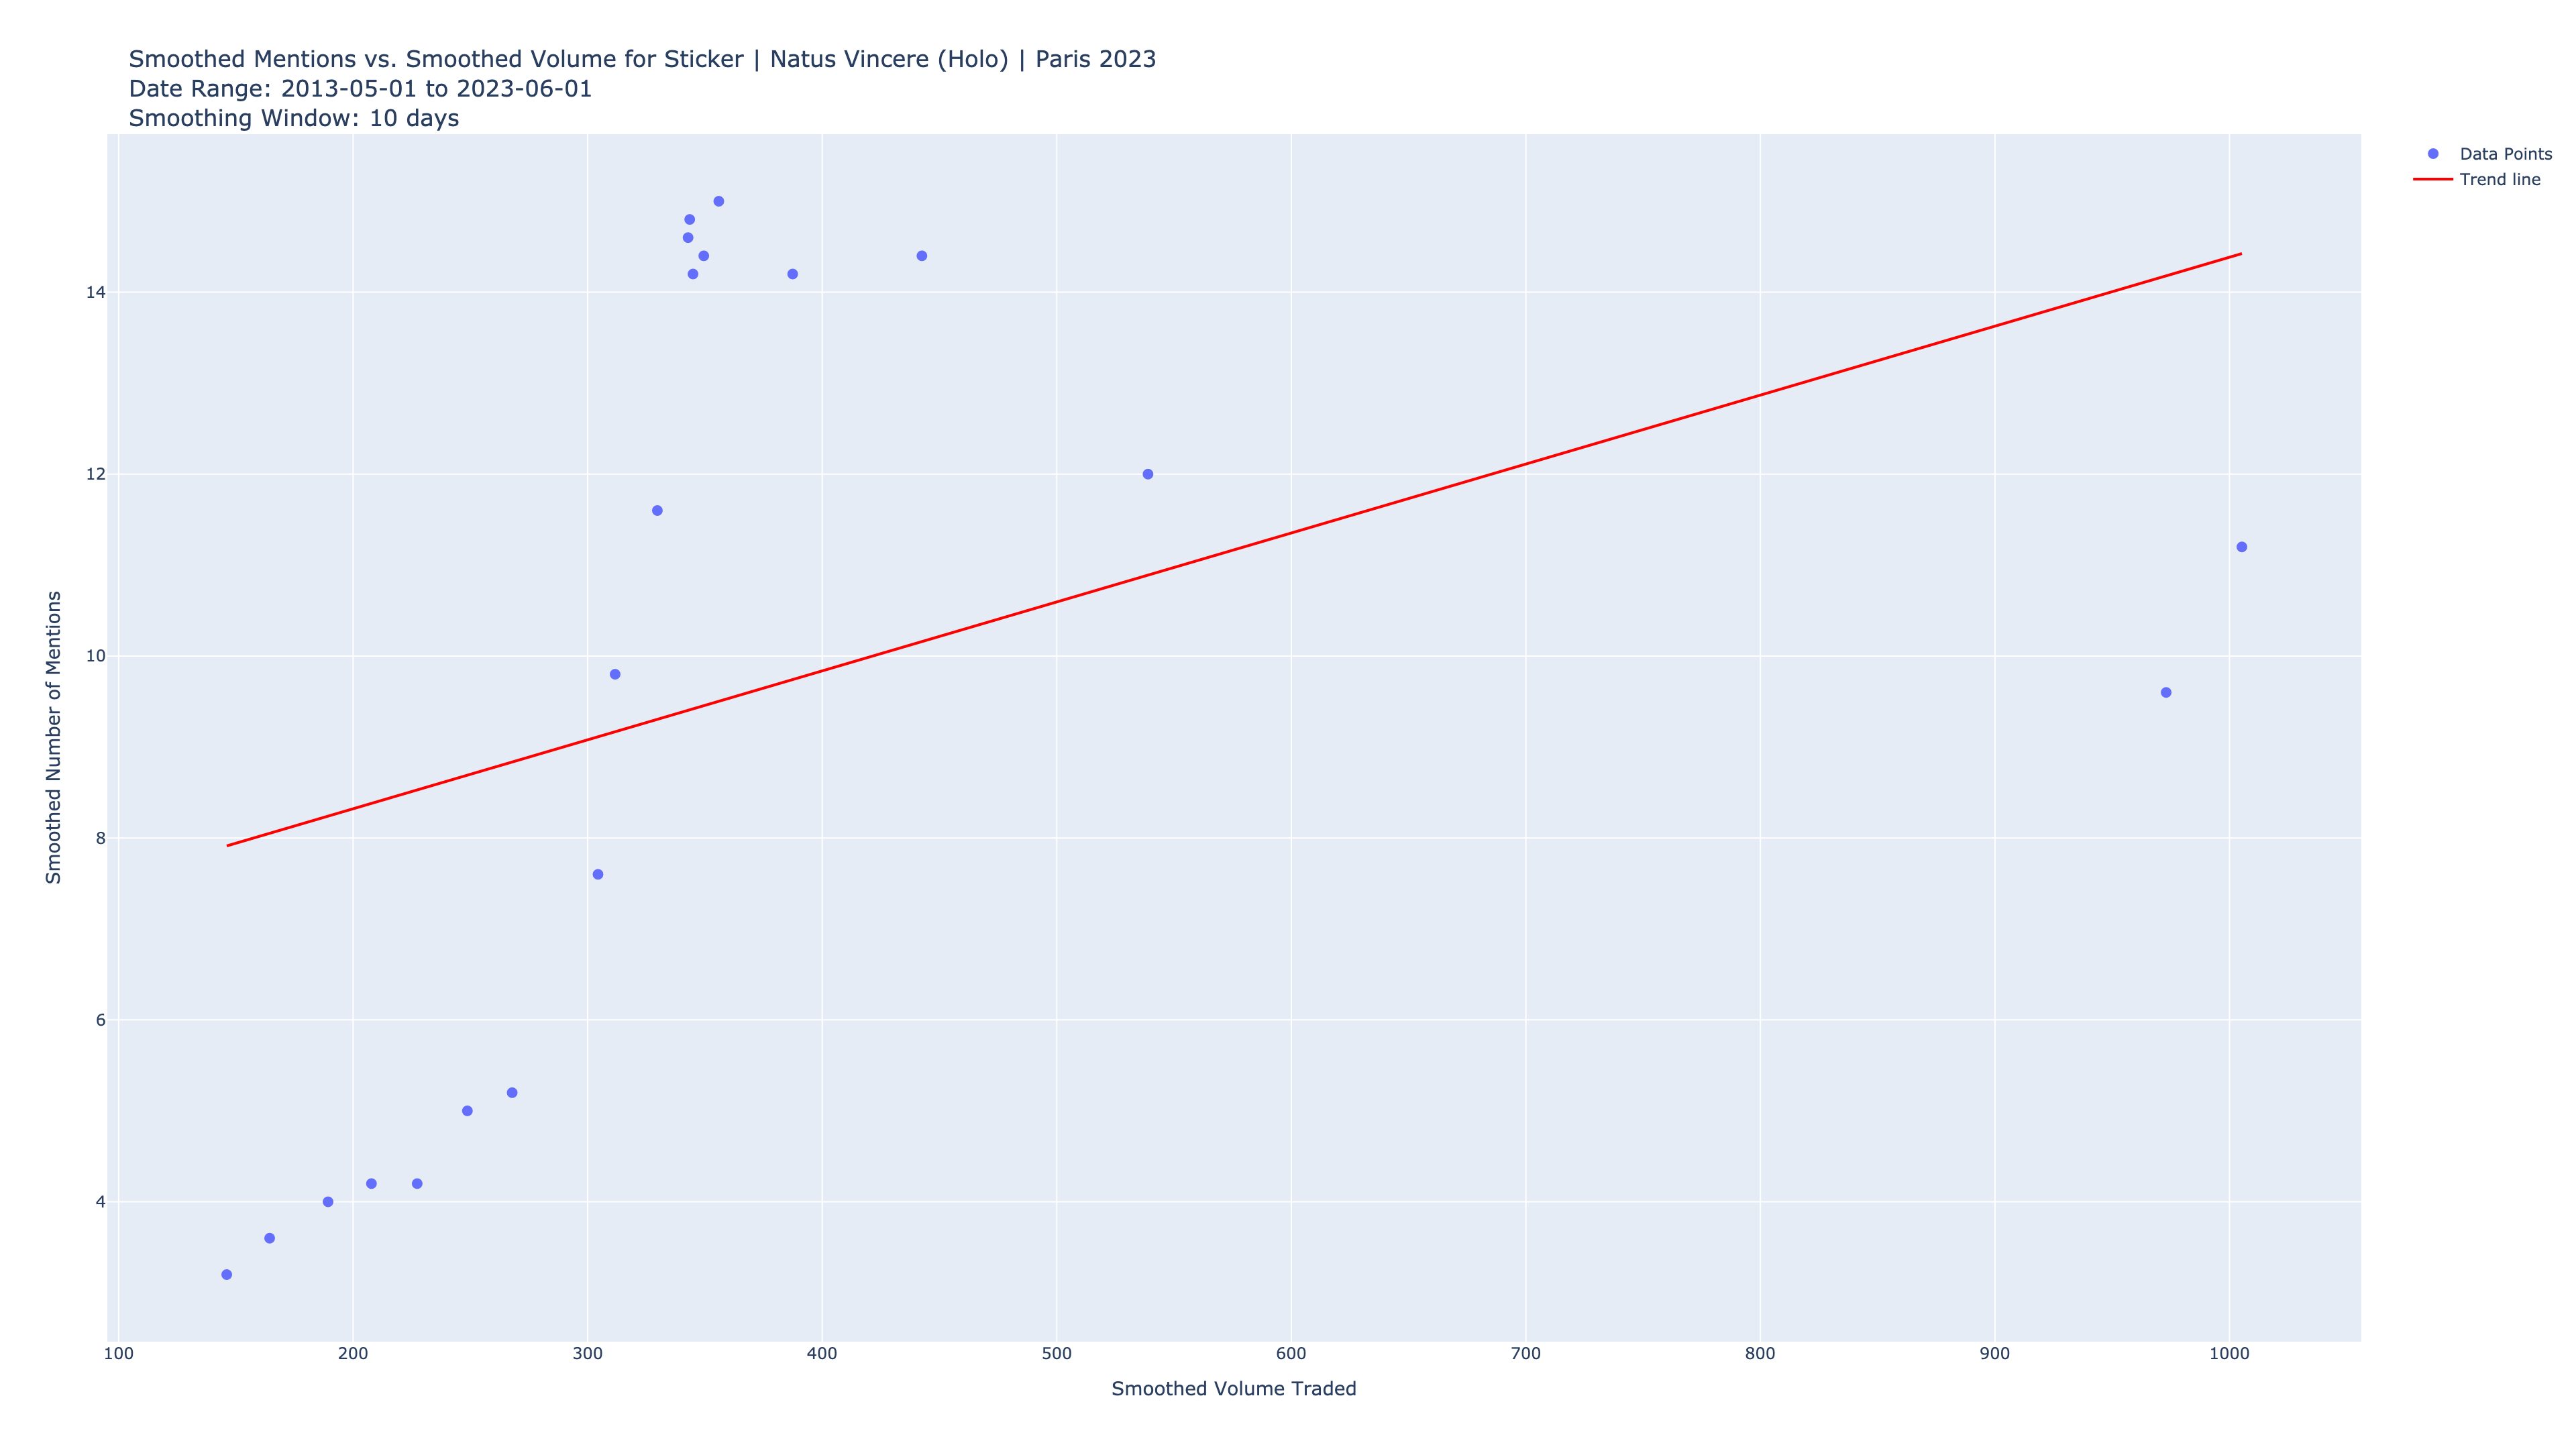 Smoothed Mentions vs. Smoothed Volume for Sticker | Natus Vincere (Holo) | Paris 2023
Date Range: 2013-05-01 to 2023-06-01
Smoothing Window: 10 days
Data Points
Trend line
14
12
10
8
6
4
Smoothed Number of Mentions
100 200 300 400 500 600 700 800 900 1000
Smoothed Volume Traded